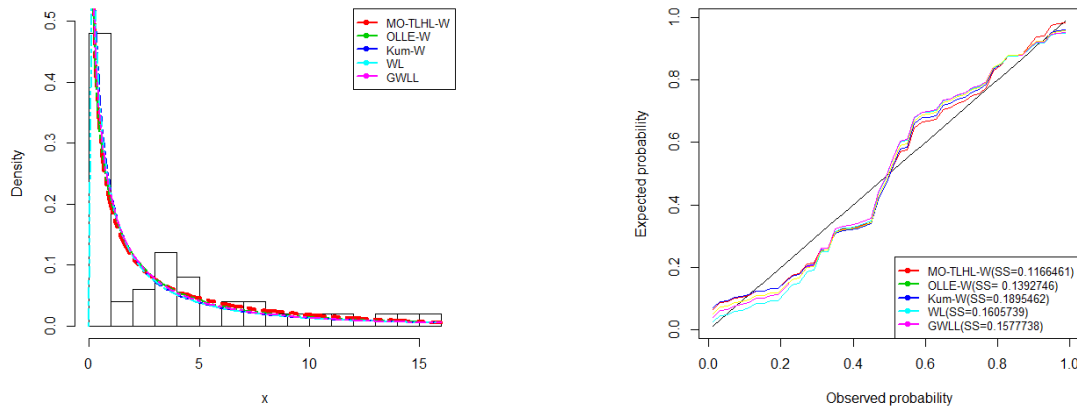 0.5
0.4
0.3
0.2
0.1
0.0
Density
0
5
10
15
x
MO-TLHL-W
OLLE-W
Kum-W
WL
GWLL
1.0
0.8
0.6
0.4
0.2
0.0
Expected probability
0.0
0.2
0.4
0.6
0.8
1.0
Observed probability
MO-TLHL-W(SS=0.1166461)
OLLE-W(SS= 0.1392746)
Kum-W(SS=0.1895462)
WL(SS=0.1605739)
GWLL(SS=0.1577738)